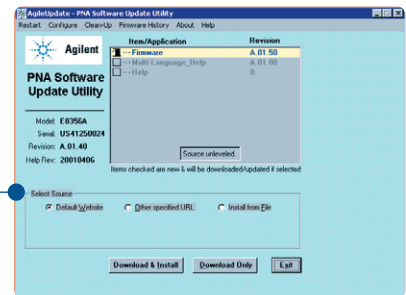 AgileUpdate - PNA Software Update Utility
Restart Configure Clean-Up Firmware History About Help
Agilent
PNA Software
Update Utility
Model: E8356A
Serial: US41250024
Revision: A.01.40
Help Rev: 20010406
Item/Application Revision
Firmware A.01.50
Multi-Language_Help A.01.00
Help 0
Source unleveled.
Items checked are new & will be downloaded/updated if selected
Select Source
Default Website Other specified URL Install from File
Download & Install Download Only Exit